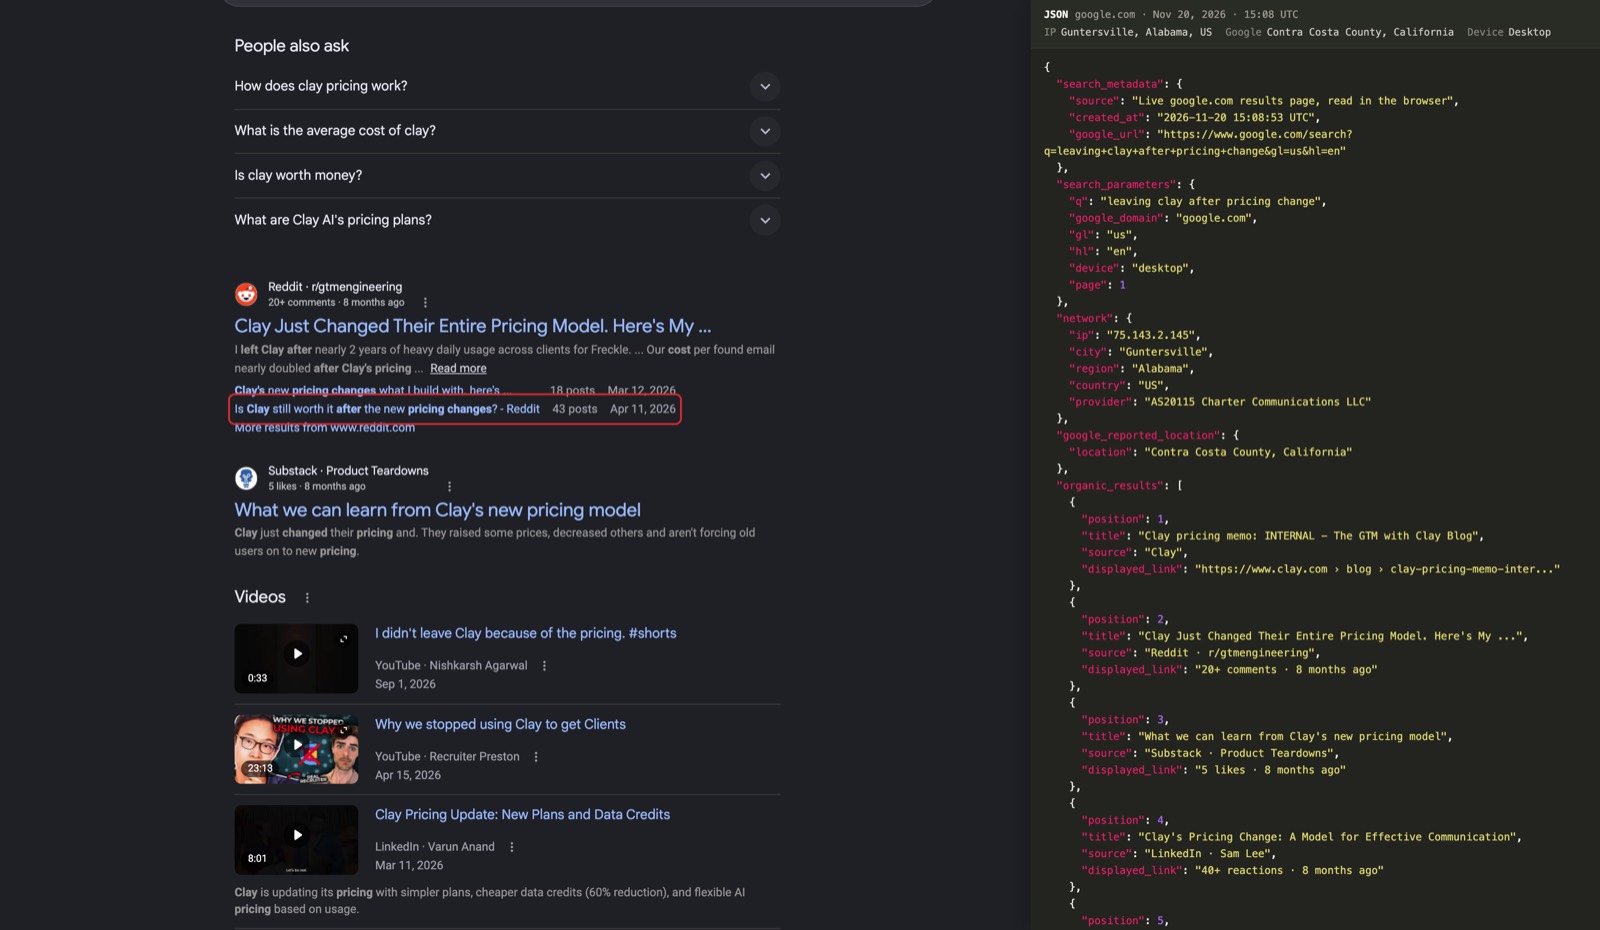 People also ask
How does clay pricing work?
What is the average cost of clay?
Is clay worth money?
What are Clay AI's pricing plans?
Reddit · r/gtmengineering
20+ comments · 8 months ago
Clay Just Changed Their Entire Pricing Model. Here's My ...
I left Clay after nearly 2 years of heavy daily usage across clients for Freckle. ... Our cost per found email
nearly doubled after Clay's pricing ... Read more
Clay's new pricing changes what I build with, here's ... 18 posts Mar 12, 2026
Is Clay still worth it after the new pricing changes? - Reddit 43 posts Apr 11, 2026
More results from www.reddit.com
Substack · Product Teardowns
5 likes · 8 months ago
What we can learn from Clay's new pricing model
Clay just changed their pricing and. They raised some prices, decreased others and aren't forcing old
users on to new pricing.
Videos
0:33
I didn't leave Clay because of the pricing. #shorts
YouTube · Nishkarsh Agarwal
Sep 1, 2026
WHY WE STOPPED
USING CLAY
23:13
Why we stopped using Clay to get Clients
YouTube · Recruiter Preston
Apr 15, 2026
8:01
Clay Pricing Update: New Plans and Data Credits
LinkedIn · Varun Anand
Mar 11, 2026
Clay is updating its pricing with simpler plans, cheaper data credits (60% reduction), and flexible AI
pricing based on usage.
JSON google.com · Nov 20, 2026 · 15:08 UTC
IP Guntersville, Alabama, US Google Contra Costa County, California Device Desktop
{
"search_metadata": {
"source": "Live google.com results page, read in the browser",
"created_at": "2026-11-20 15:08:53 UTC",
"google_url": "https://www.google.com/search?
q=leaving+clay+after+pricing+change&gl=us&hl=en"
},
"search_parameters": {
"q": "leaving clay after pricing change",
"google_domain": "google.com",
"gl": "us",
"hl": "en",
"device": "desktop",
"page": 1
},
"network": {
"ip": "75.143.2.145",
"city": "Guntersville",
"region": "Alabama",
"country": "US",
"provider": "AS20115 Charter Communications LLC"
},
"google_reported_location": {
"location": "Contra Costa County, California"
},
"organic_results": [
{
"position": 1,
"title": "Clay pricing memo: INTERNAL – The GTM with Clay Blog",
"source": "Clay",
"displayed_link": "https://www.clay.com › blog › clay-pricing-memo-inter..."
},
{
"position": 2,
"title": "Clay Just Changed Their Entire Pricing Model. Here's My ...",
"source": "Reddit · r/gtmengineering",
"displayed_link": "20+ comments · 8 months ago"
},
{
"position": 3,
"title": "What we can learn from Clay's new pricing model",
"source": "Substack · Product Teardowns",
"displayed_link": "5 likes · 8 months ago"
},
{
"position": 4,
"title": "Clay's Pricing Change: A Model for Effective Communication",
"source": "LinkedIn · Sam Lee",
"displayed_link": "40+ reactions · 8 months ago"
},
{
"position": 5,